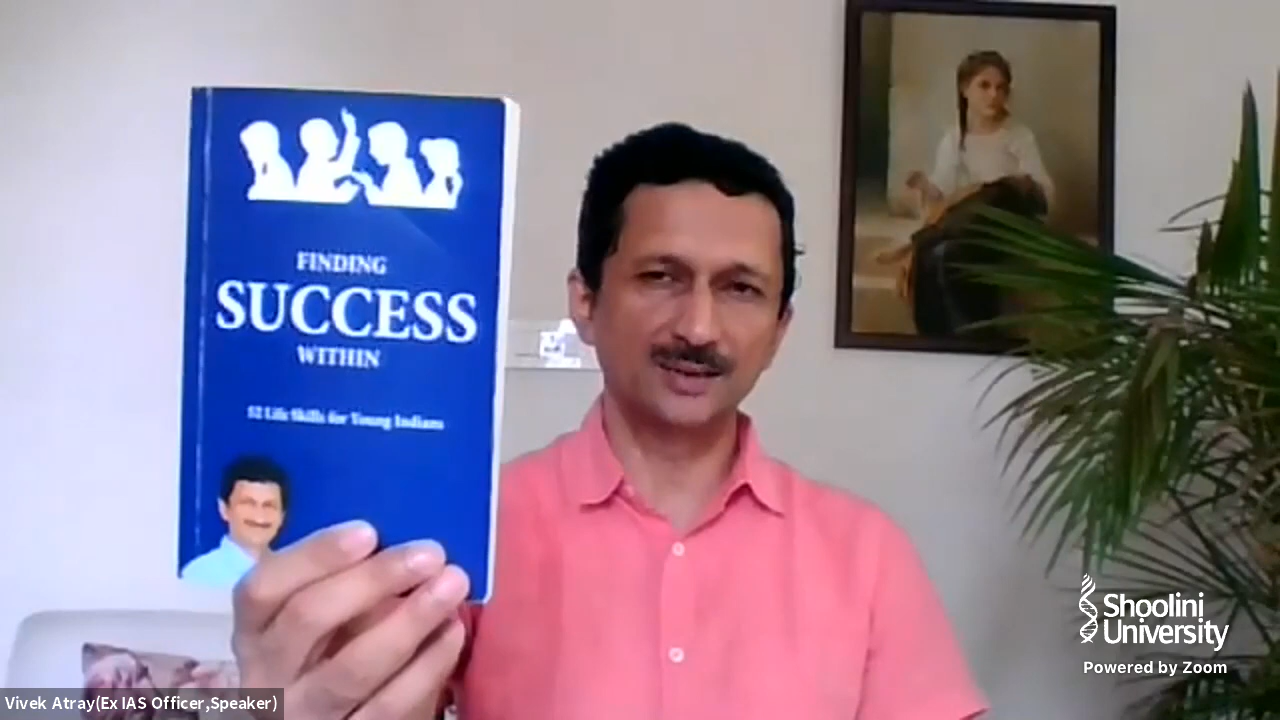 FINDING
SUCCESS
WITHIN
52 Life Skills for Young Indians
Shoolini
University
Powered by Zoom
Vivek Atray(Ex IAS Officer,Speaker)